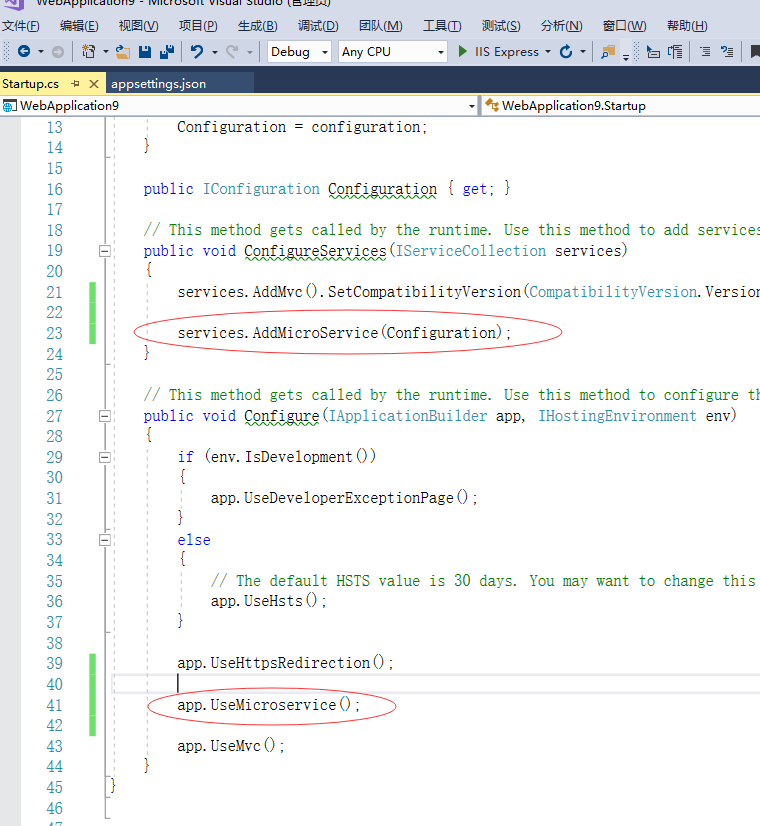 WebApplication9 - Microsoft Visual Studio (管理员)
文件(F) 编辑(E) 视图(V) 项目(P) 生成(B) 调试(D) 团队(M) 工具(T) 测试(S) 分析(N) 窗口(W) 帮助(H)
Debug Any CPU IIS Express
Startup.cs appsettings.json
WebApplication9 WebApplication9.Startup
13 Configuration = configuration;
14 }
15
16 public IConfiguration Configuration { get; }
17
18 // This method gets called by the runtime. Use this method to add services
19 public void ConfigureServices(IServiceCollection services)
20 {
21 services.AddMvc().SetCompatibilityVersion(CompatibilityVersion.Version
22
23 services.AddMicroService(Configuration);
24 }
25
26 // This method gets called by the runtime. Use this method to configure th
27 public void Configure(IApplicationBuilder app, IHostingEnvironment env)
28 {
29 if (env.IsDevelopment())
30 {
31 app.UseDeveloperExceptionPage();
32 }
33 else
34 {
35 // The default HSTS value is 30 days. You may want to change this
36 app.UseHsts();
37 }
38
39 app.UseHttpsRedirection();
40
41 app.UseMicroservice();
42
43 app.UseMvc();
44 }
45 }
46